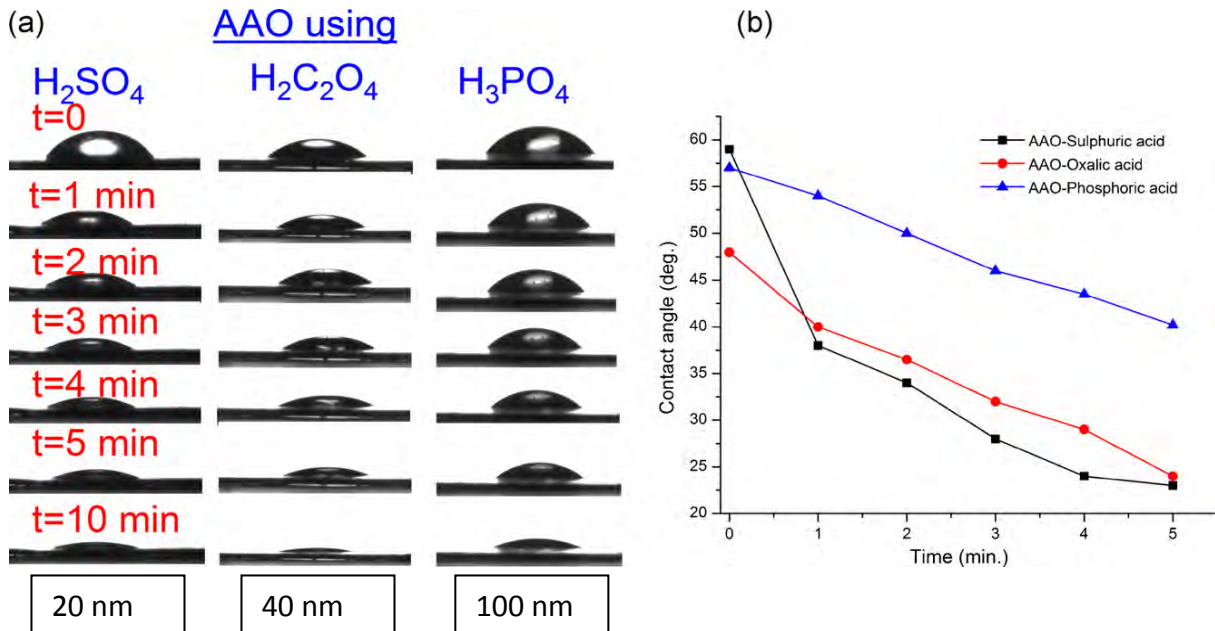 (a)
AAO using
H₂SO₄ H₂C₂O₄ H₃PO₄
t=0
t=1 min
t=2 min
t=3 min
t=4 min
t=5 min
t=10 min
20 nm
40 nm
100 nm
(b)
AAO-Sulphuric acid
AAO-Oxalic acid
AAO-Phosphoric acid
Contact angle (deg.)
60
55
50
45
40
35
30
25
20
0 1 2 3 4 5
Time (min.)